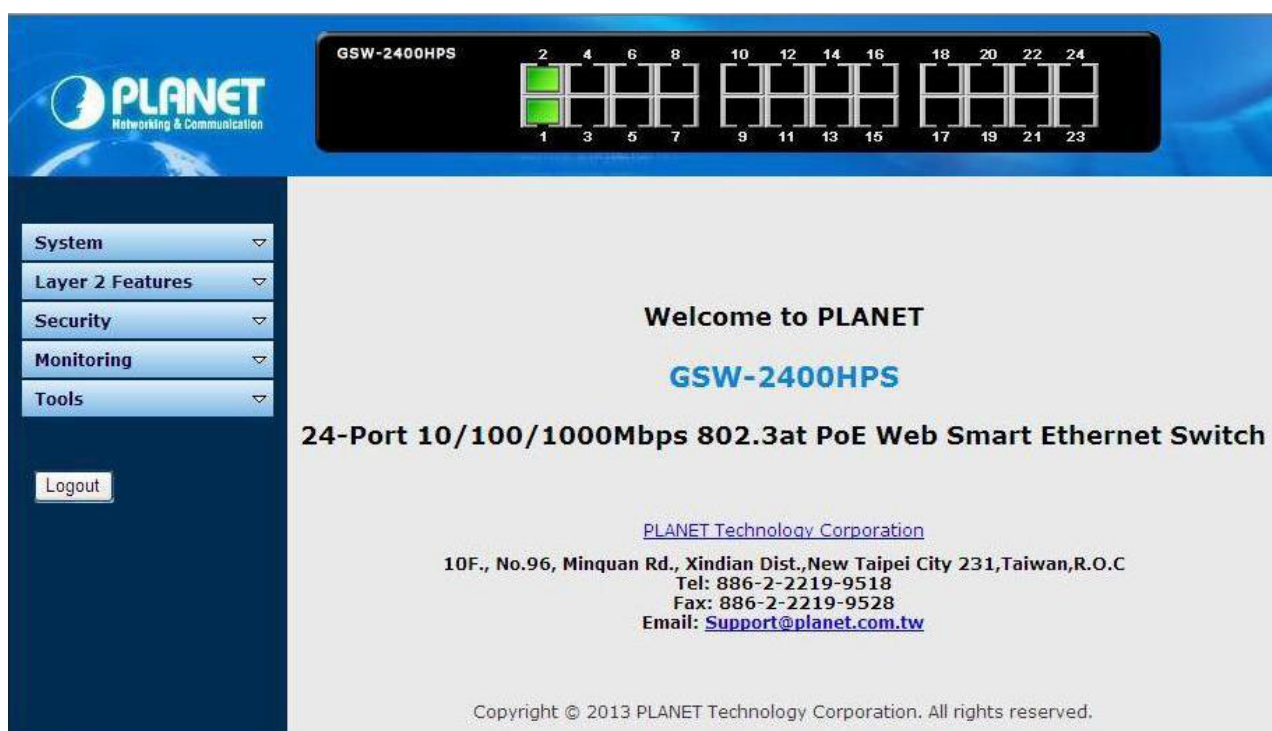 PLANET
Networking & Communication
GSW-2400HPS
2 4 6 8 10 12 14 16 18 20 22 24
1 3 5 7 9 11 13 15 17 19 21 23
System
Layer 2 Features
Security
Monitoring
Tools
Logout
Welcome to PLANET
GSW-2400HPS
24-Port 10/100/1000Mbps 802.3at PoE Web Smart Ethernet Switch
PLANET Technology Corporation
10F., No.96, Minquan Rd., Xindian Dist.,New Taipei City 231,Taiwan,R.O.C
Tel: 886-2-2219-9518
Fax: 886-2-2219-9528
Email: Support@planet.com.tw
Copyright © 2013 PLANET Technology Corporation. All rights reserved.